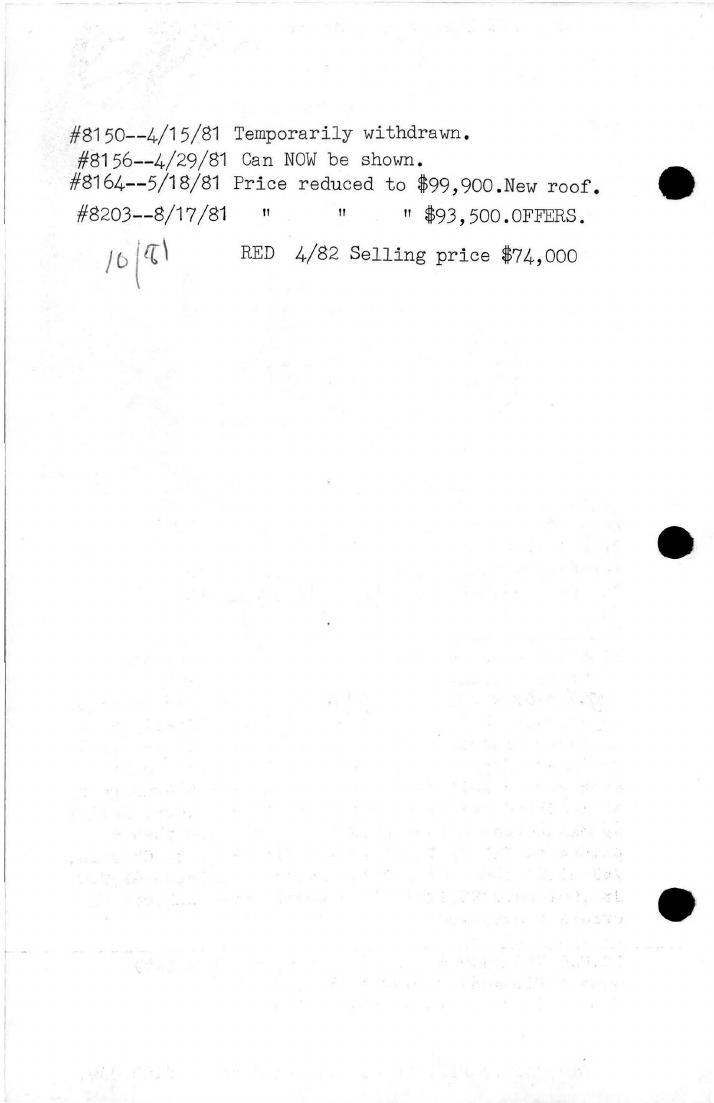 #8150--4/15/81 Temporarily withdrawn.
#8156--4/29/81 Can NOW be shown.
#8164--5/18/81 Price reduced to $99,900.New roof.
#8203--8/17/81 " " " $93,500.OFFERS.
10/81 RED 4/82 Selling price $74,000